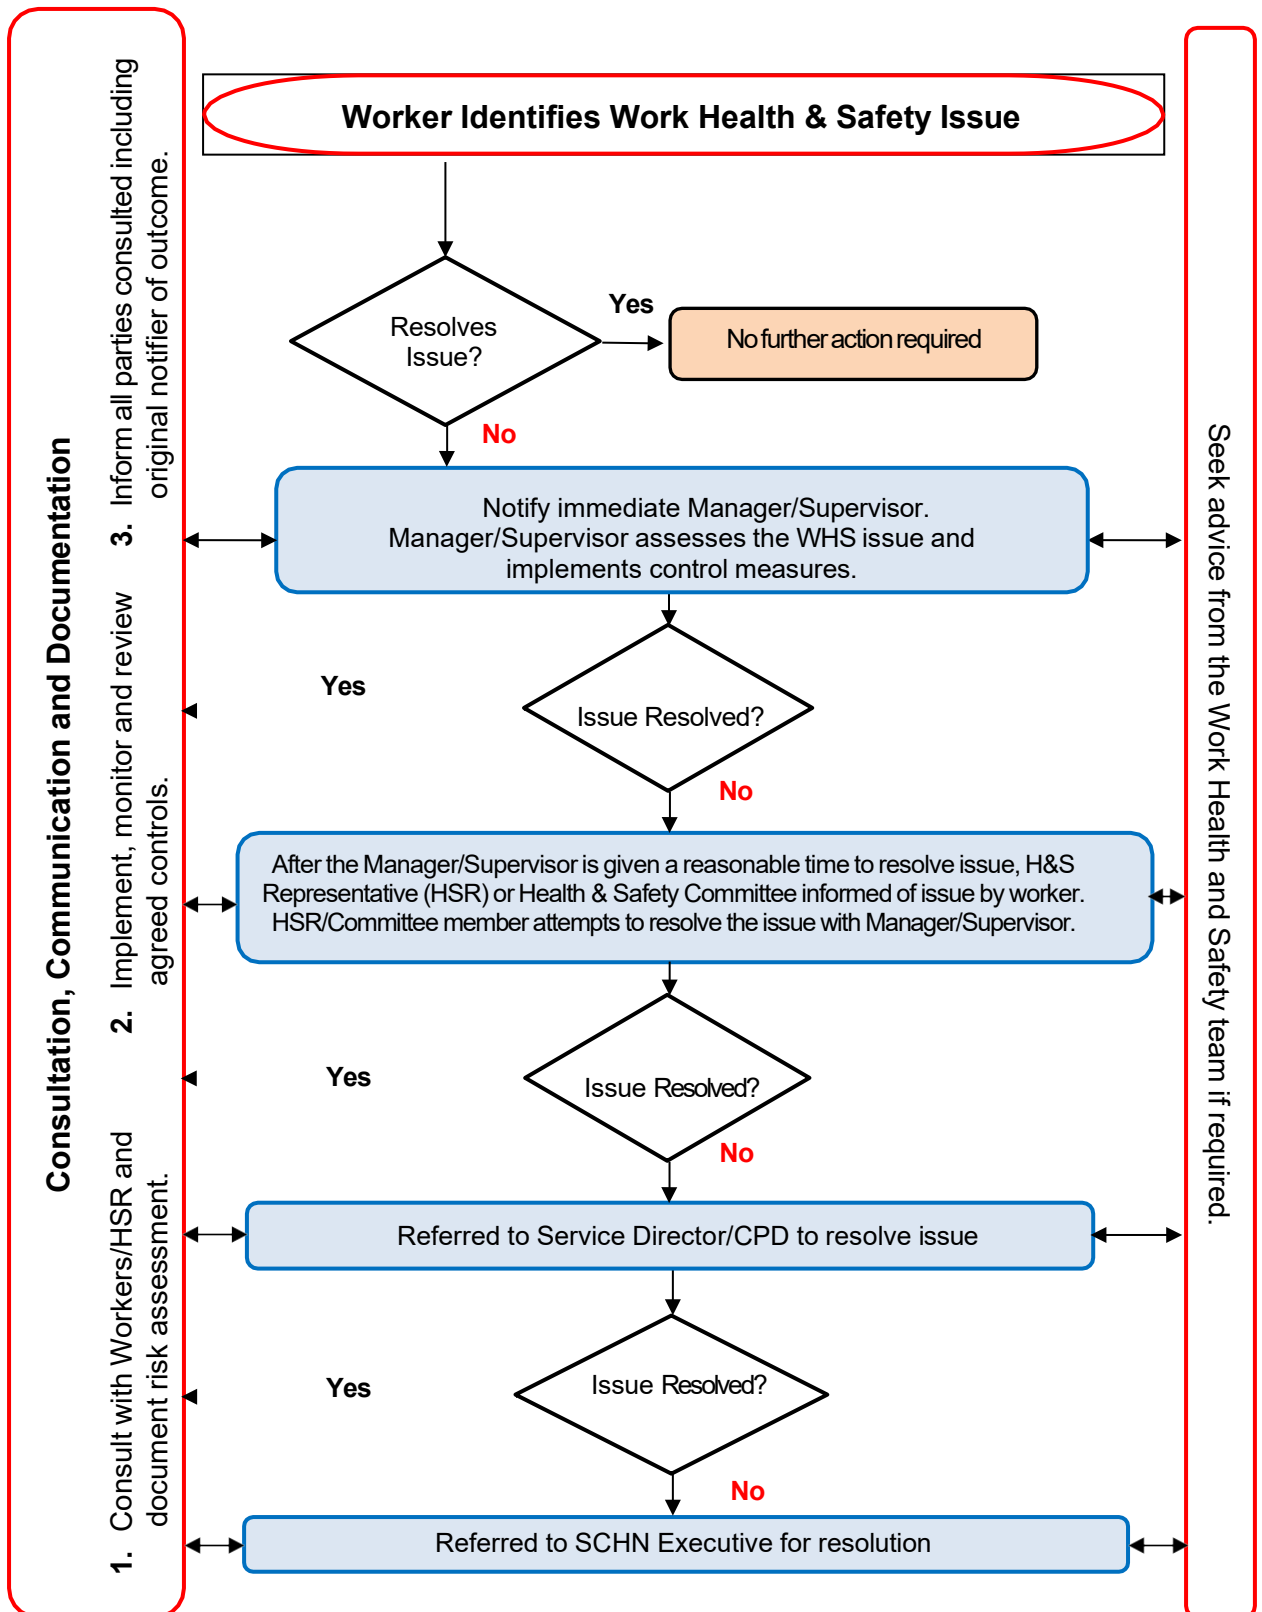 Worker Identifies Work Health & Safety Issue
Resolves
Issue?
Yes
No further action required
No
Notify immediate Manager/Supervisor.
Manager/Supervisor assesses the WHS issue and
implements control measures.
Issue Resolved?
Yes
No
After the Manager/Supervisor is given a reasonable time to resolve issue, H&S
Representative (HSR) or Health & Safety Committee informed of issue by worker.
HSR/Committee member attempts to resolve the issue with Manager/Supervisor.
Issue Resolved?
Yes
No
Referred to Service Director/CPD to resolve issue
Issue Resolved?
Yes
No
Referred to SCHN Executive for resolution
Consultation, Communication and Documentation
1. Consult with Workers/HSR and
document risk assessment.
2. Implement, monitor and review
agreed controls.
3. Inform all parties consulted including
original notifier of outcome.
Seek advice from the Work Health and Safety team if required.